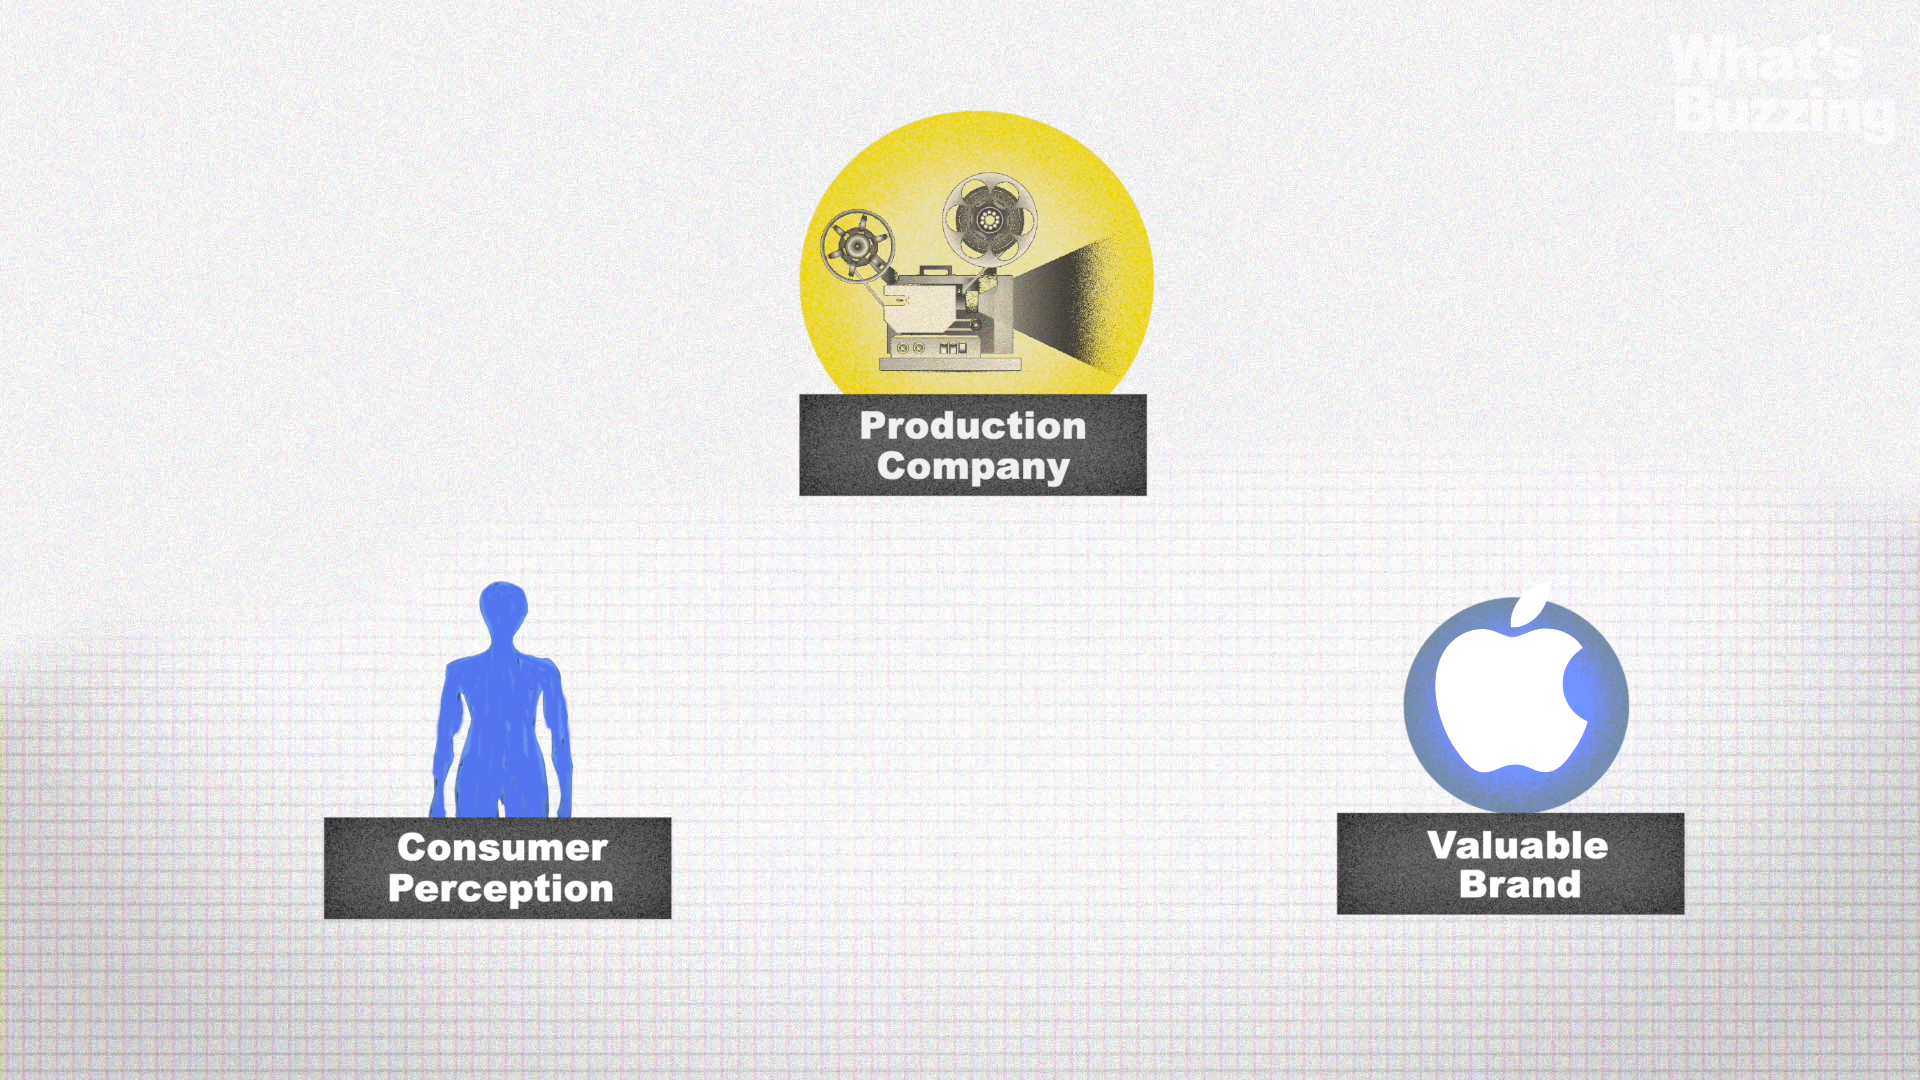 What's
Buzzing
Production
Company
Consumer
Perception
Valuable
Brand